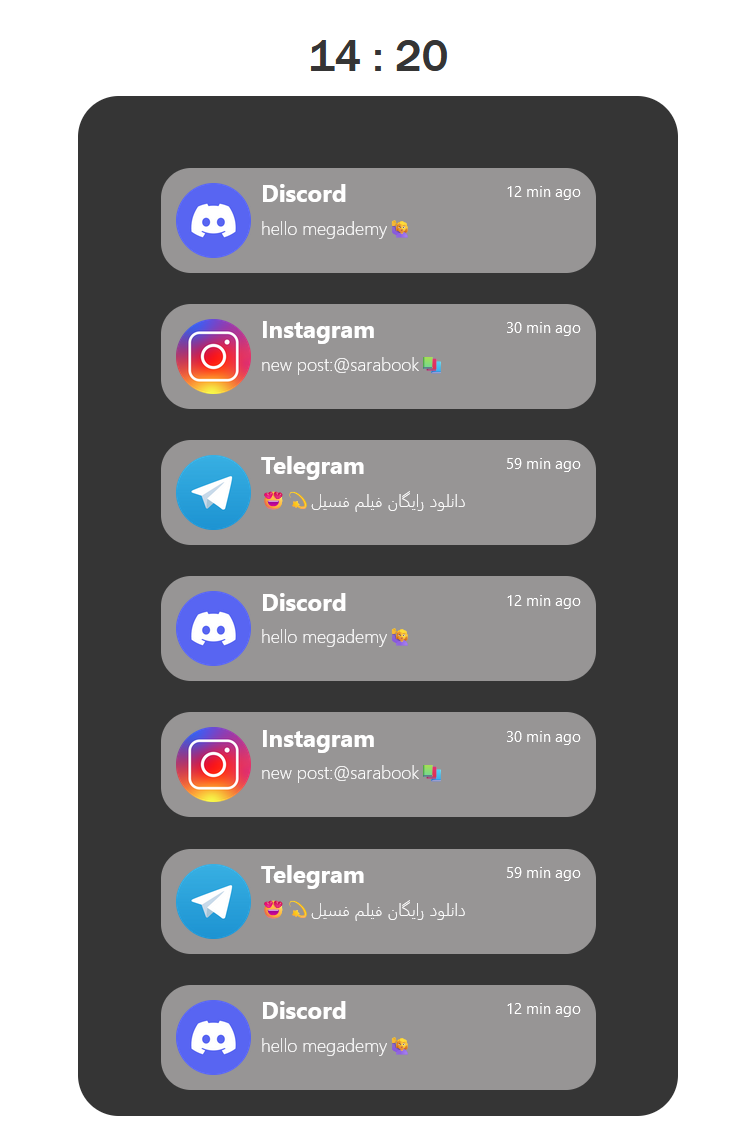 14 : 20
Discord 12 min ago
hello megademy 🙋‍♀️
Instagram 30 min ago
new post:@sarabook 📚
Telegram 59 min ago
دانلود رایگان فیلم فسیل💫 😍
Discord 12 min ago
hello megademy 🙋‍♀️
Instagram 30 min ago
new post:@sarabook 📚
Telegram 59 min ago
دانلود رایگان فیلم فسیل💫 😍
Discord 12 min ago
hello megademy 🙋‍♀️